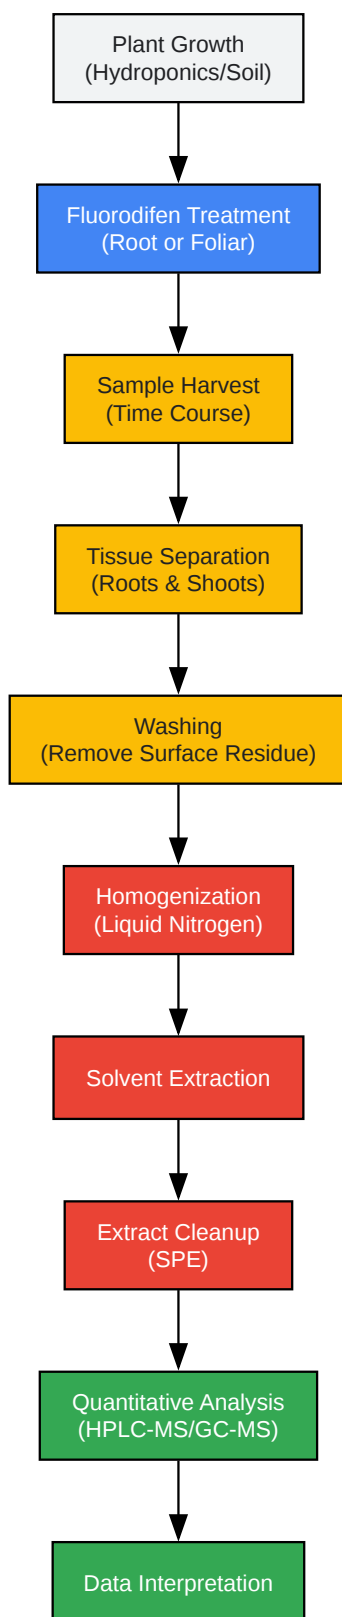 Plant Growth
(Hydroponics/Soil)
Fluorodifen Treatment
(Root or Foliar)
Sample Harvest
(Time Course)
Tissue Separation
(Roots & Shoots)
Washing
(Remove Surface Residue)
Homogenization
(Liquid Nitrogen)
Solvent Extraction
Extract Cleanup
(SPE)
Quantitative Analysis
(HPLC-MS/GC-MS)
Data Interpretation